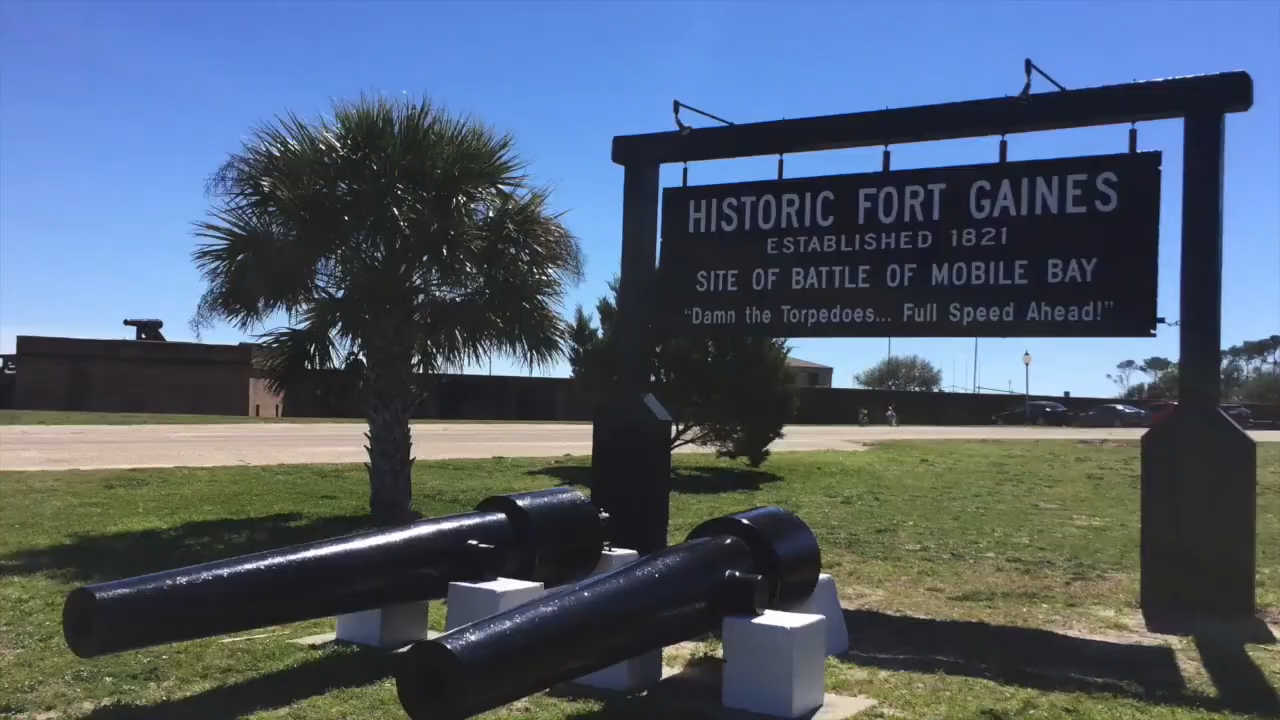 HISTORIC FORT GAINES
ESTABLISHED 1821
SITE OF BATTLE OF MOBILE BAY
"Damn the Torpedoes... Full Speed Ahead!"